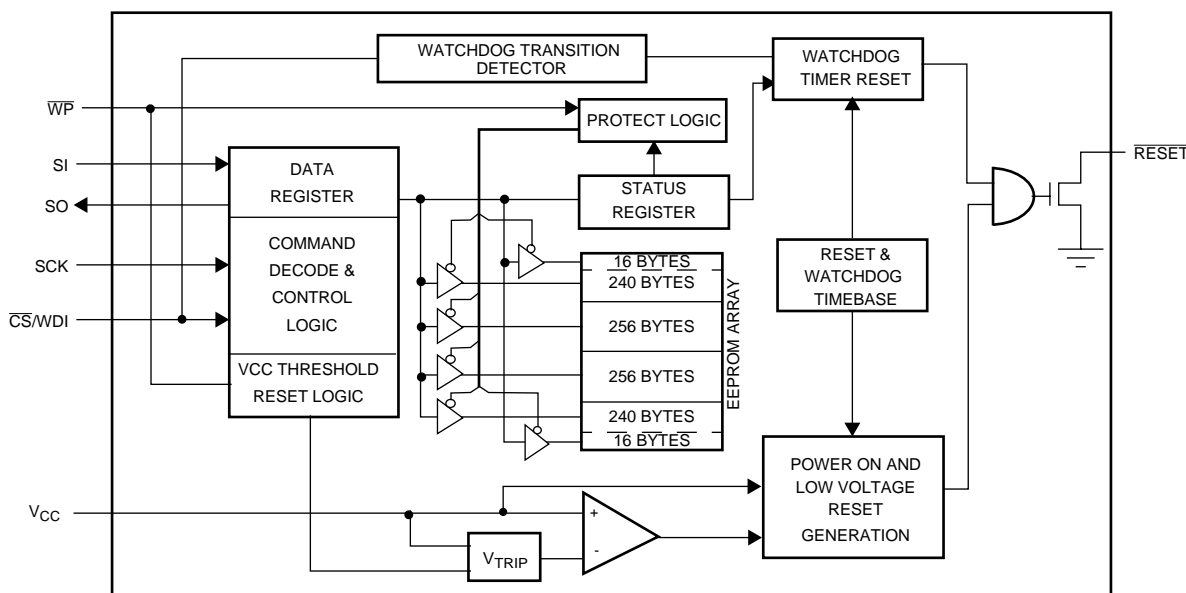 WATCHDOG TRANSITION
DETECTOR
WATCHDOG
TIMER RESET
WP
PROTECT LOGIC
SI
DATA
REGISTER
STATUS
REGISTER
RESET
SO
COMMAND
DECODE &
CONTROL
LOGIC
SCK
CS/WDI
16 BYTES
240 BYTES
256 BYTES
256 BYTES
240 BYTES
16 BYTES
EEPROM ARRAY
RESET &
WATCHDOG
TIMEBASE
VCC THRESHOLD
RESET LOGIC
POWER ON AND
LOW VOLTAGE
RESET
GENERATION
VCC
+
-
VTRIP